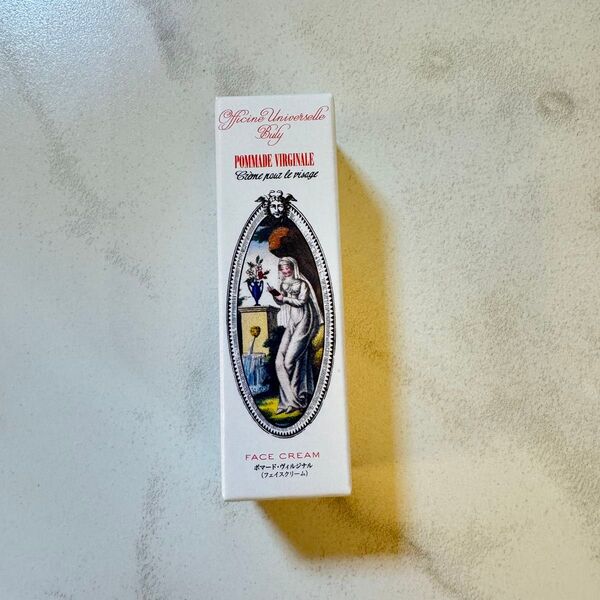 Officine Universelle
Buly
POMMADE VIRGINALE
Crème pour le visage
FACE CREAM
ポマード・ヴィルジナル
(フェイスクリーム)